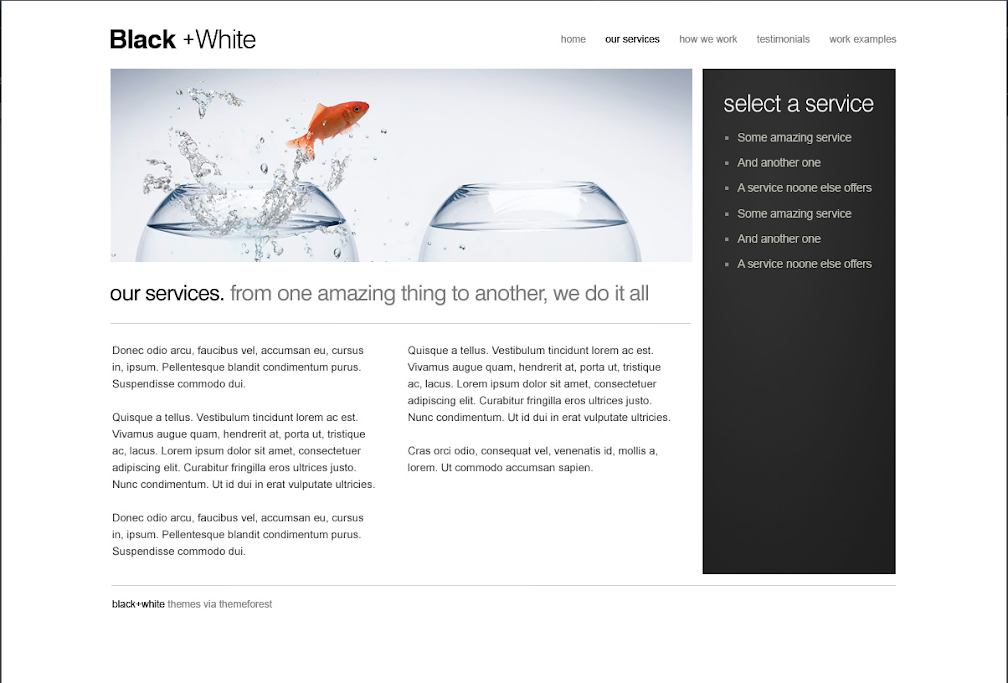 Black +White
home our services how we work testimonials work examples
select a service
Some amazing service
And another one
A service noone else offers
Some amazing service
And another one
A service noone else offers
our services. from one amazing thing to another, we do it all
Donec odio arcu, faucibus vel, accumsan eu, cursus
in, ipsum. Pellentesque blandit condimentum purus.
Suspendisse commodo dui.
Quisque a tellus. Vestibulum tincidunt lorem ac est.
Vivamus augue quam, hendrerit at, porta ut, tristique
ac, lacus. Lorem ipsum dolor sit amet, consectetuer
adipiscing elit. Curabitur fringilla eros ultrices justo.
Nunc condimentum. Ut id dui in erat vulputate ultricies.
Donec odio arcu, faucibus vel, accumsan eu, cursus
in, ipsum. Pellentesque blandit condimentum purus.
Suspendisse commodo dui.
Quisque a tellus. Vestibulum tincidunt lorem ac est.
Vivamus augue quam, hendrerit at, porta ut, tristique
ac, lacus. Lorem ipsum dolor sit amet, consectetuer
adipiscing elit. Curabitur fringilla eros ultrices justo.
Nunc condimentum. Ut id dui in erat vulputate ultricies.
Cras orci odio, consequat vel, venenatis id, mollis a,
lorem. Ut commodo accumsan sapien.
black+white themes via themeforest